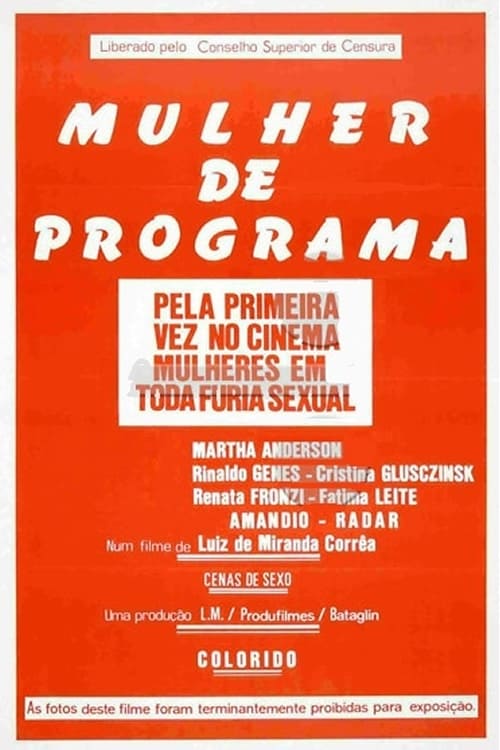 Liberado pelo Conselho Superior de Censura
MULHER
DE
PROGRAMA
PELA PRIMEIRA
VEZ NO CINEMA
MULHERES EM
TODA FURIA SEXUAL
MARTHA ANDERSON
Rinaldo GENES - Cristina GLUSCZINSK
Renata FRONZI - Fatima LEITE
AMANDIO - RADAR
Num filme de Luiz de Miranda Corrêa
CENAS DE SEXO
Uma produção L.M. / Produfilmes / Bataglin
COLORIDO
As fotos deste filme foram terminantemente proibidas para exposição.